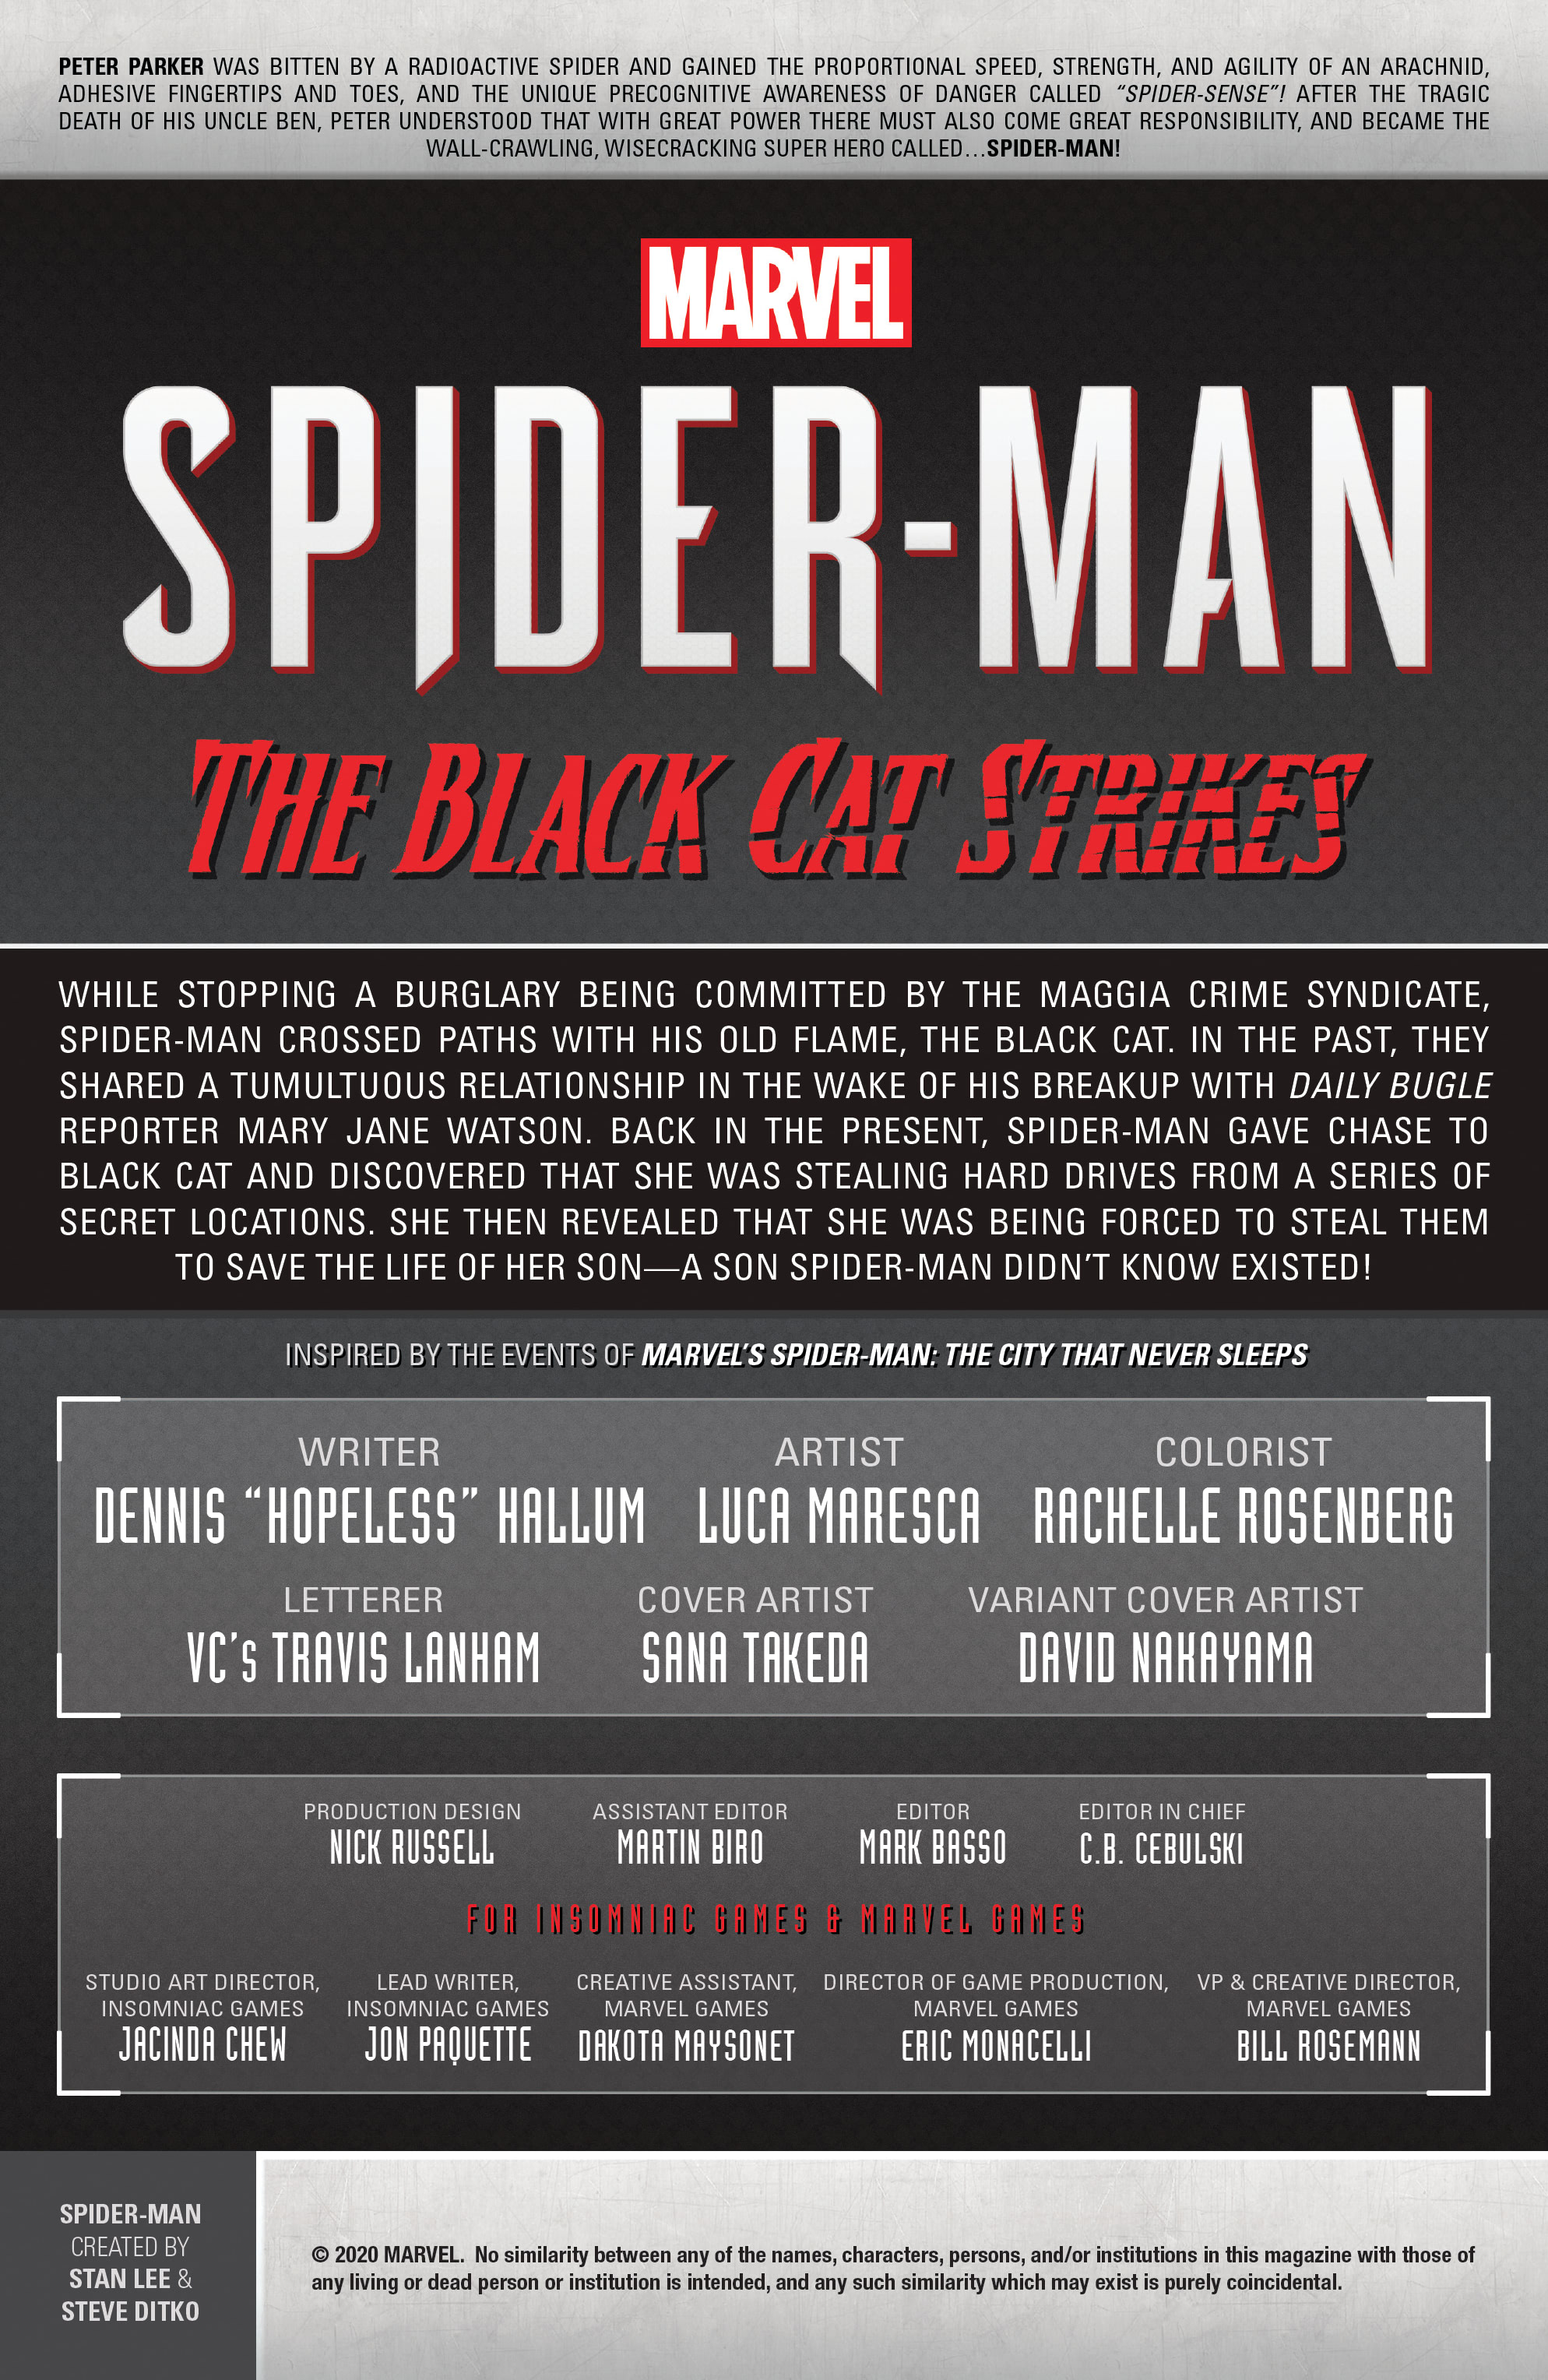 PETER PARKER WAS BITTEN BY A RADIOACTIVE SPIDER AND GAINED THE PROPORTIONAL SPEED, STRENGTH, AND AGILITY OF AN ARACHNID,
ADHESIVE FINGERTIPS AND TOES, AND THE UNIQUE PRECOGNITIVE AWARENESS OF DANGER CALLED “SPIDER-SENSE”! AFTER THE TRAGIC
DEATH OF HIS UNCLE BEN, PETER UNDERSTOOD THAT WITH GREAT POWER THERE MUST ALSO COME GREAT RESPONSIBILITY, AND BECAME THE
WALL-CRAWLING, WISECRACKING SUPER HERO CALLED...SPIDER-MAN!
MARVEL
SPIDER-MAN
THE BLACK CAT STRIKES
WHILE STOPPING A BURGLARY BEING COMMITTED BY THE MAGGIA CRIME SYNDICATE,
SPIDER-MAN CROSSED PATHS WITH HIS OLD FLAME, THE BLACK CAT. IN THE PAST, THEY
SHARED A TUMULTUOUS RELATIONSHIP IN THE WAKE OF HIS BREAKUP WITH DAILY BUGLE
REPORTER MARY JANE WATSON. BACK IN THE PRESENT, SPIDER-MAN GAVE CHASE TO
BLACK CAT AND DISCOVERED THAT SHE WAS STEALING HARD DRIVES FROM A SERIES OF
SECRET LOCATIONS. SHE THEN REVEALED THAT SHE WAS BEING FORCED TO STEAL THEM
TO SAVE THE LIFE OF HER SON—A SON SPIDER-MAN DIDN’T KNOW EXISTED!
INSPIRED BY THE EVENTS OF MARVEL’S SPIDER-MAN: THE CITY THAT NEVER SLEEPS
WRITER ARTIST COLORIST
DENNIS “HOPELESS” HALLUM LUCA MARESCA RACHELLE ROSENBERG
LETTERER COVER ARTIST VARIANT COVER ARTIST
VC’s TRAVIS LANHAM SANA TAKEDA DAVID NAKAYAMA
PRODUCTION DESIGN ASSISTANT EDITOR EDITOR EDITOR IN CHIEF
NICK RUSSELL MARTIN BIRO MARK BASSO C.B. CEBULSKI
FOR INSOMNIAC GAMES & MARVEL GAMES
STUDIO ART DIRECTOR, LEAD WRITER, CREATIVE ASSISTANT, DIRECTOR OF GAME PRODUCTION, VP & CREATIVE DIRECTOR,
INSOMNIAC GAMES INSOMNIAC GAMES MARVEL GAMES MARVEL GAMES MARVEL GAMES
JACINDA CHEW JON PAQUETTE DAKOTA MAYSONET ERIC MONACELLI BILL ROSEMANN
SPIDER-MAN
CREATED BY
STAN LEE &
STEVE DITKO
© 2020 MARVEL. No similarity between any of the names, characters, persons, and/or institutions in this magazine with those of
any living or dead person or institution is intended, and any such similarity which may exist is purely coincidental.